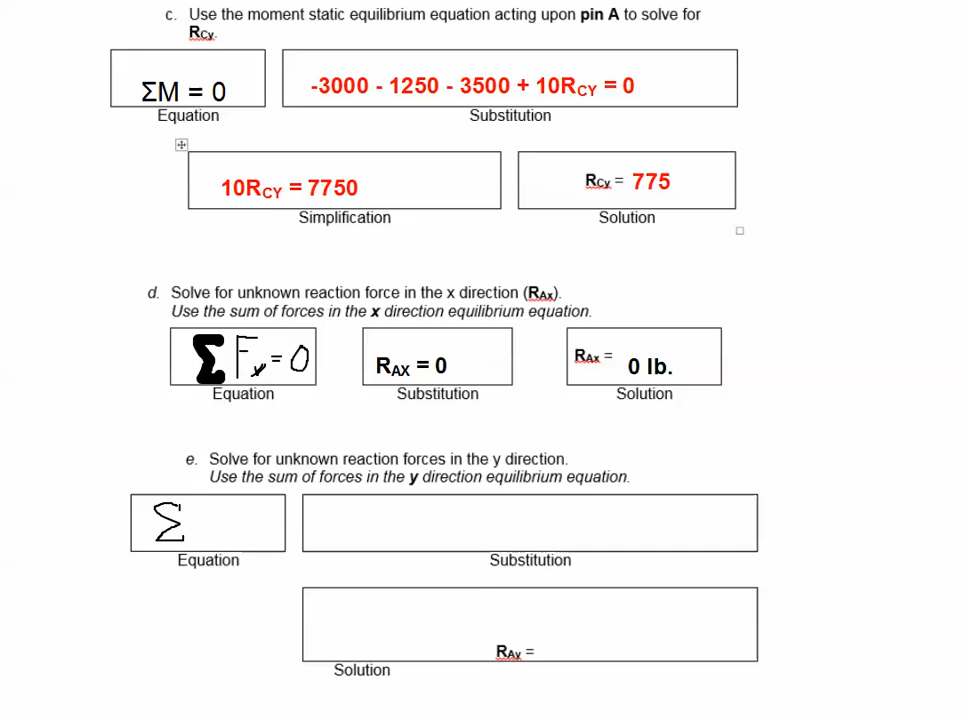 c. Use the moment static equilibrium equation acting upon pin A to solve for
RCy.
ΣM = 0
-3000 - 1250 - 3500 + 10RCY = 0
Equation
Substitution
10RCY = 7750
RCy = 775
Simplification
Solution
d. Solve for unknown reaction force in the x direction (RAx).
Use the sum of forces in the x direction equilibrium equation.
ΣFx = 0
RAX = 0
RAx = 0 lb.
Equation
Substitution
Solution
e. Solve for unknown reaction forces in the y direction.
Use the sum of forces in the y direction equilibrium equation.
Σ
Equation
Substitution
RAy =
Solution